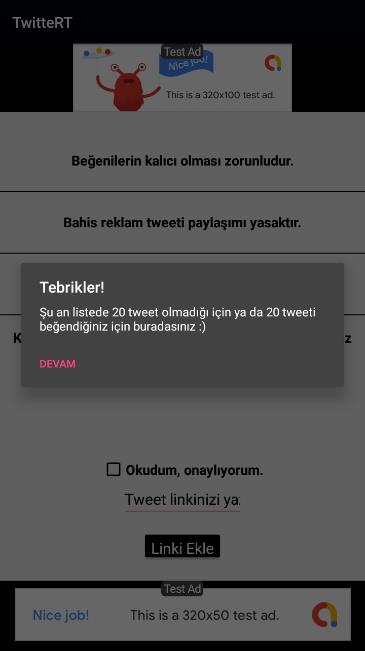 TwitteRT
Test Ad
Nice job!
This is a 320x100 test ad.
Beğenilerin kalıcı olması zorunludur.
Bahis reklam tweeti paylaşımı yasaktır.
Tebrikler!
Şu an listede 20 tweet olmadığı için ya da 20 tweeti
beğendiğiniz için buradasınız :)
DEVAM
Okudum, onaylıyorum.
Tweet linkinizi ya
Linki Ekle
Test Ad
Nice job!
This is a 320x50 test ad.